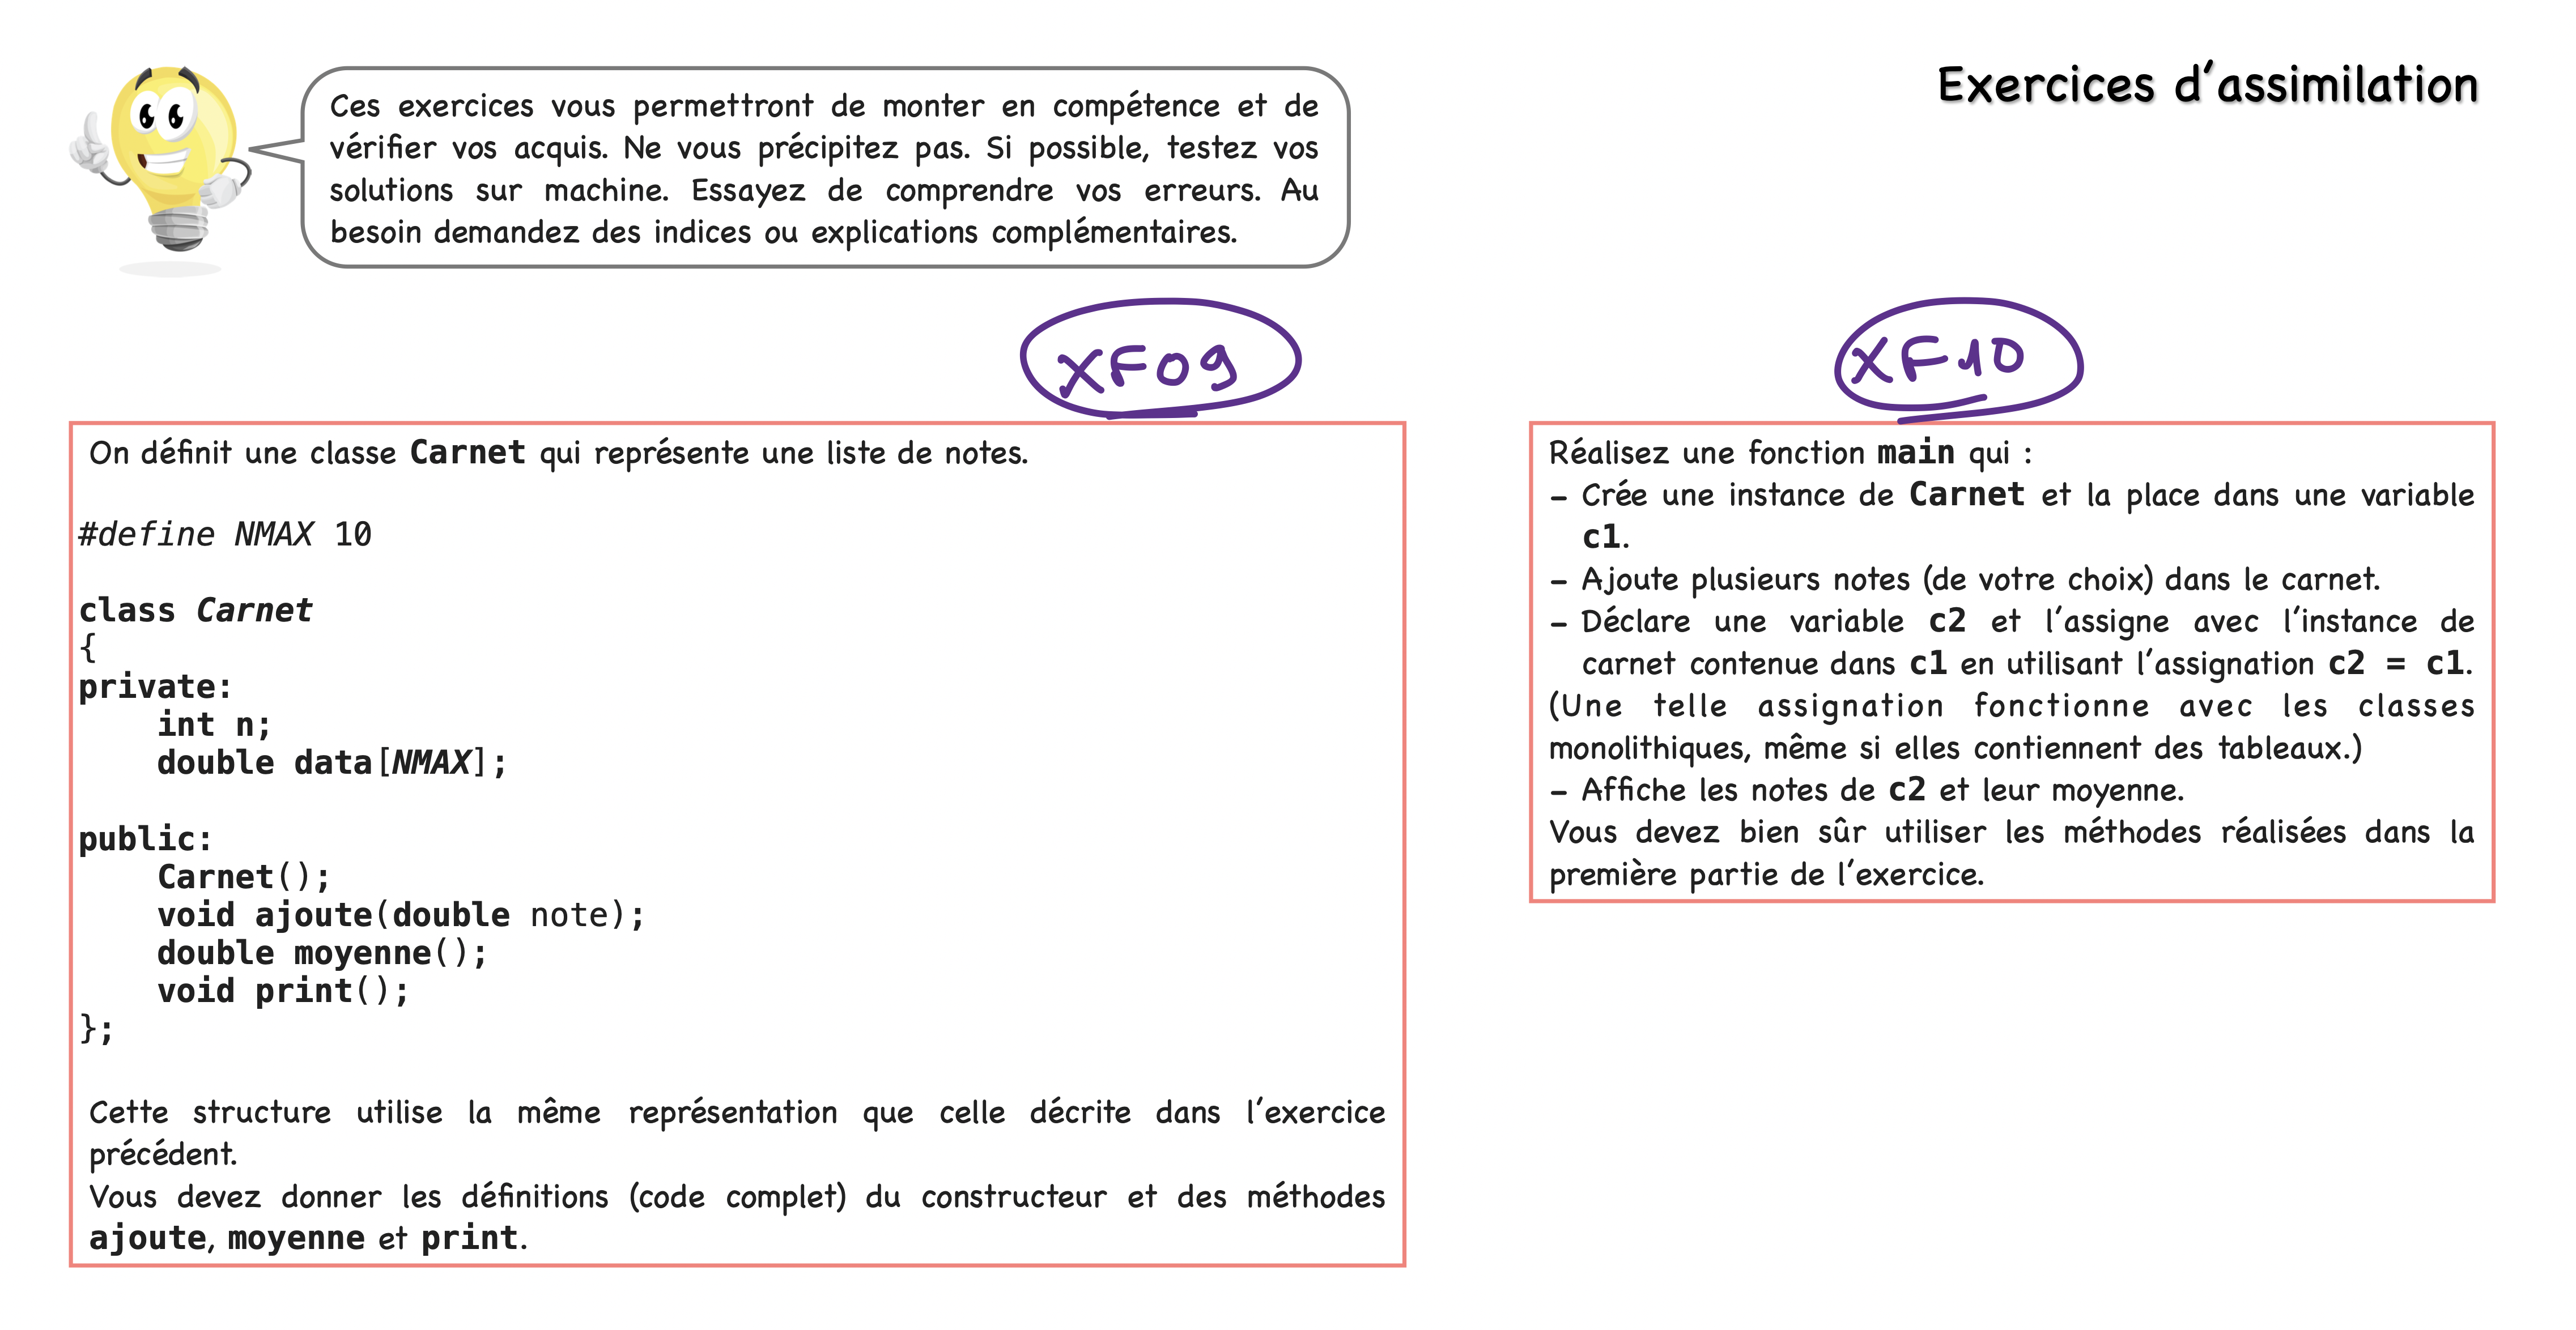 Exercices d'assimilation
Ces exercices vous permettront de monter en compétence et de
vérifier vos acquis. Ne vous précipitez pas. Si possible, testez vos
solutions sur machine. Essayez de comprendre vos erreurs. Au
besoin demandez des indices ou explications complémentaires.
XF09
On définit une classe Carnet qui représente une liste de notes.
#define NMAX 10
class Carnet
{
private:
int n;
double data[NMAX];
public:
Carnet();
void ajoute(double note);
double moyenne();
void print();
};
Cette structure utilise la même représentation que celle décrite dans l'exercice
précédent.
Vous devez donner les définitions (code complet) du constructeur et des méthodes
ajoute, moyenne et print.
XF10
Réalisez une fonction main qui :
- Crée une instance de Carnet et la place dans une variable
c1.
- Ajoute plusieurs notes (de votre choix) dans le carnet.
- Déclare une variable c2 et l'assigne avec l'instance de
carnet contenue dans c1 en utilisant l'assignation c2 = c1.
(Une telle assignation fonctionne avec les classes
monolithiques, même si elles contiennent des tableaux.)
- Affiche les notes de c2 et leur moyenne.
Vous devez bien sûr utiliser les méthodes réalisées dans la
première partie de l'exercice.